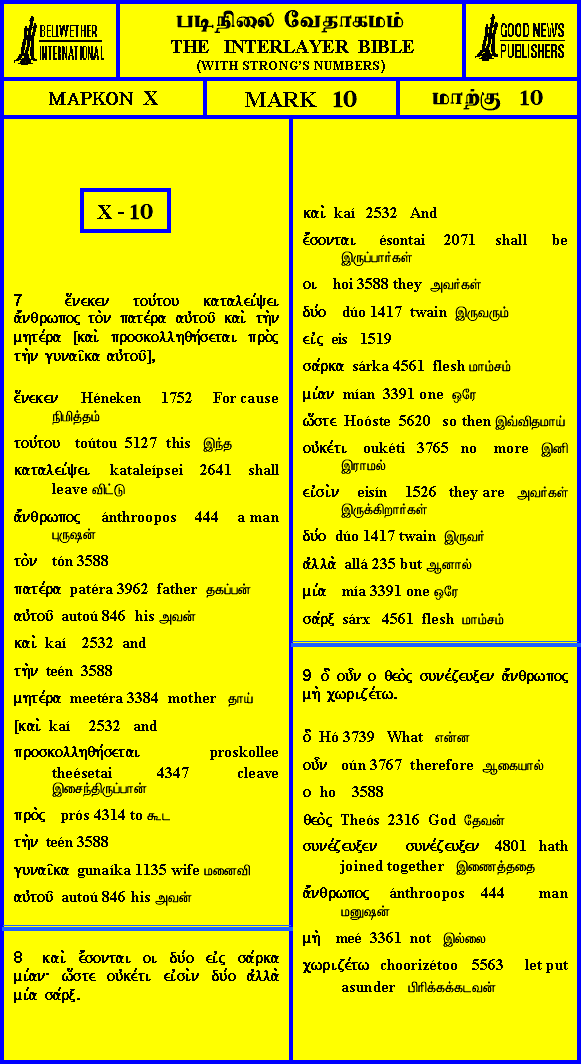 BELLWETHER
INTERNATIONAL
படிநிலை வேதாகமம்
THE INTERLAYER BIBLE
(WITH STRONG'S NUMBERS)
GOOD NEWS
PUBLISHERS
ΜΑΡΚΟΝ X
MARK 10
மாற்கு 10
X - 10
7 ἕνεκεν τούτου καταλείψει
ἄνθρωπος τὸν πατέρα αὐτοῦ καὶ τὴν
μητέρα [καὶ προσκολληθήσεται πρὸς
τὴν γυναῖκα αὐτοῦ],
ἕνεκεν Héneken 1752 For cause
நிமித்தம்
τούτου toútou 5127 this இந்த
καταλείψει kataleípsei 2641 shall
leave விட்டு
ἄνθρωπος ánthroopos 444 a man
புருஷன்
τὸν tón 3588
πατέρα patéra 3962 father தகப்பன்
αὐτοῦ autoú 846 his அவன்
καὶ kaí 2532 and
τὴν teén 3588
μητέρα meetéra 3384 mother தாய்
[καὶ kaí 2532 and
προσκολληθήσεται proskollee
theésetai 4347 cleave
இசைந்திருப்பான்
πρὸς prós 4314 to கூட
τὴν teén 3588
γυναῖκα gunaíka 1135 wife மனைவி
αὐτοῦ autoú 846 his அவன்
8 καὶ ἔσονται οι δύο εἰς σάρκα
μίαν· ὥστε οὐκέτι εἰσὶν δύο ἀλλὰ
μία σάρξ.
καὶ kaí 2532 And
ἔσονται ésontai 2071 shall be
இருப்பார்கள்
οι hoi 3588 they அவர்கள்
δύο dúo 1417 twain இருவரும்
εἰς eis 1519
σάρκα sárka 4561 flesh மாம்சம்
μίαν mían 3391 one ஒரே
ὥστε Hoóste 5620 so then இவ்விதமாய்
οὐκέτι oukéti 3765 no more இனி
இராமல்
εἰσὶν eisín 1526 they are அவர்கள்
இருக்கிறார்கள்
δύο dúo 1417 twain இருவர்
ἀλλὰ allá 235 but ஆனால்
μία mía 3391 one ஒரே
σάρξ sárx 4561 flesh மாம்சம்
9 ὃ οὖν ο θεὸς συνέζευξεν ἄνθρωπος
μὴ χωριζέτω.
ὃ Hó 3739 What என்ன
οὖν oún 3767 therefore ஆகையால்
ο ho 3588
θεὸς Theós 2316 God தேவன்
συνέζευξεν συνέζευξεν 4801 hath
joined together இணைத்ததை
ἄνθρωπος ánthroopos 444 man
மனுஷன்
μὴ meé 3361 not இல்லை
χωριζέτω choorizétoo 5563 let put
asunder பிரிக்கக்கடவன்